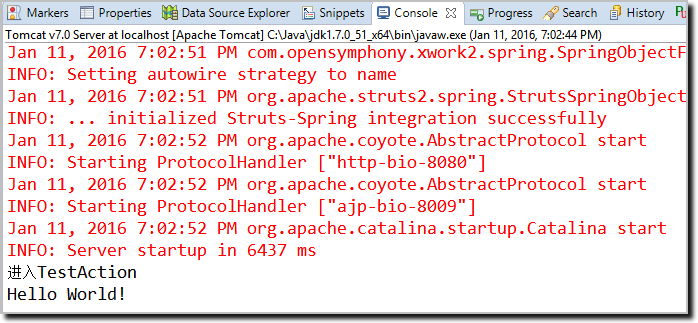 Markers Properties Data Source Explorer Snippets Console Progress Search History
Tomcat v7.0 Server at localhost [Apache Tomcat] C:\Java\jdk1.7.0_51_x64\bin\javaw.exe (Jan 11, 2016, 7:02:44 PM)
Jan 11, 2016 7:02:51 PM com.opensymphony.xwork2.spring.SpringObjectF
INFO: Setting autowire strategy to name
Jan 11, 2016 7:02:51 PM org.apache.struts2.spring.StrutsSpringObject
INFO: ... initialized Struts-Spring integration successfully
Jan 11, 2016 7:02:52 PM org.apache.coyote.AbstractProtocol start
INFO: Starting ProtocolHandler ["http-bio-8080"]
Jan 11, 2016 7:02:52 PM org.apache.coyote.AbstractProtocol start
INFO: Starting ProtocolHandler ["ajp-bio-8009"]
Jan 11, 2016 7:02:52 PM org.apache.catalina.startup.Catalina start
INFO: Server startup in 6437 ms
进入TestAction
Hello World!